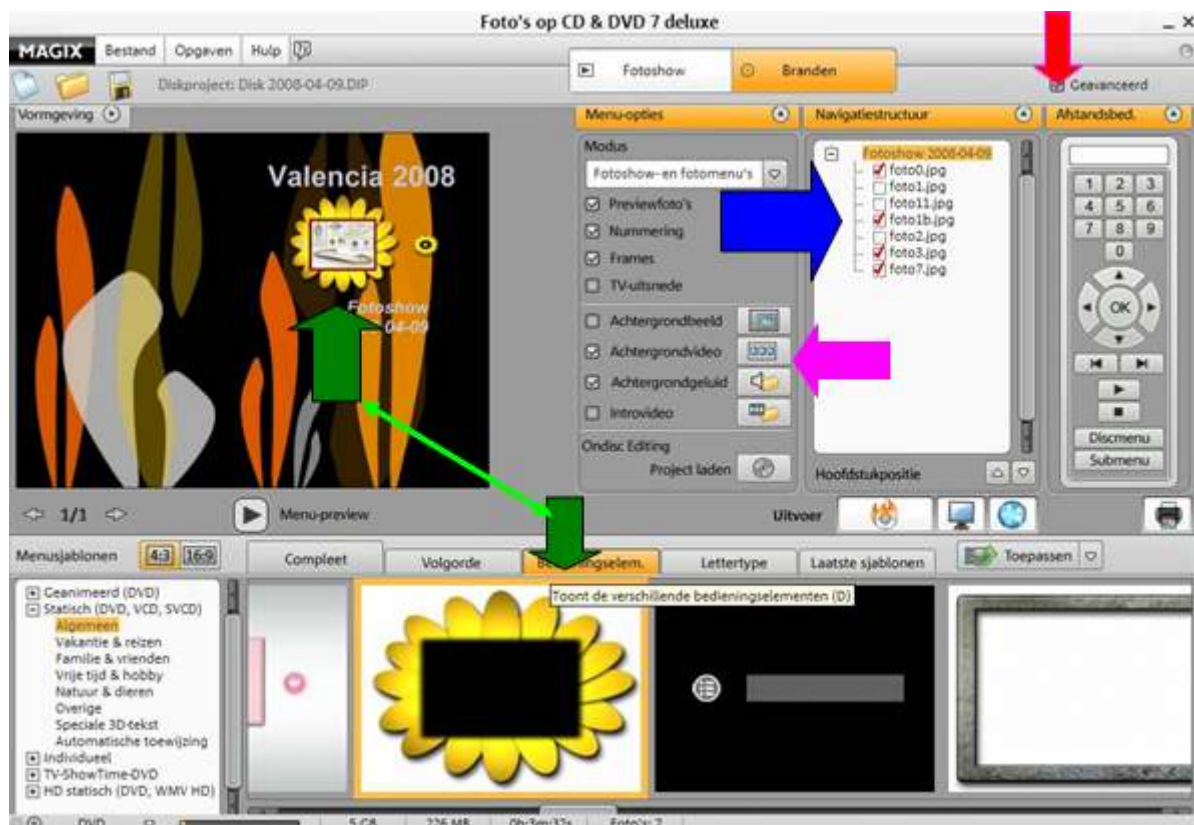 Foto's op CD & DVD 7 deluxe
MAGIX Bestand Opgaven Hulp
Fotoshow Branden
Diskproject: Disk 2008-04-09.DIP
Geavanceerd
Vormgeving
Menu-opties
Navigatiestructuur
Afstandsbed.
Valencia 2008
Fotoshow
04-09
Modus
Fotoshow- en fotomenu's
Previewfoto's
Nummering
Frames
TV-uitsnede
Achtergrondbeeld
Achtergrondvideo
Achtergrondgeluid
Introvideo
Ondisc Editing
Project laden
Fotoshow 2008-04-09
foto0.jpg
foto1.jpg
foto11.jpg
foto1b.jpg
foto2.jpg
foto3.jpg
foto7.jpg
Hoofdstukpositie
1 2 3
4 5 6
7 8 9
0
OK
Discmenu
Submenu
1/1
Menu-preview
Uitvoer
Menusjablonen 4:3 16:9
Compleet Volgorde Lettertype Laatste sjablonen
Toepassen
Toont de verschillende bedieningselementen (D)
Geanimeerd (DVD)
Statisch (DVD, VCD, SVCD)
Algemeen
Vakantie & reizen
Familie & vrienden
Vrije tijd & hobby
Natuur & dieren
Overige
Speciale 3D-tekst
Automatische toewijzing
Individueel
TV-ShowTime-DVD
HD statisch (DVD, WMV HD)
DVD 226 MB 0h:3m:32s Foto's: 7